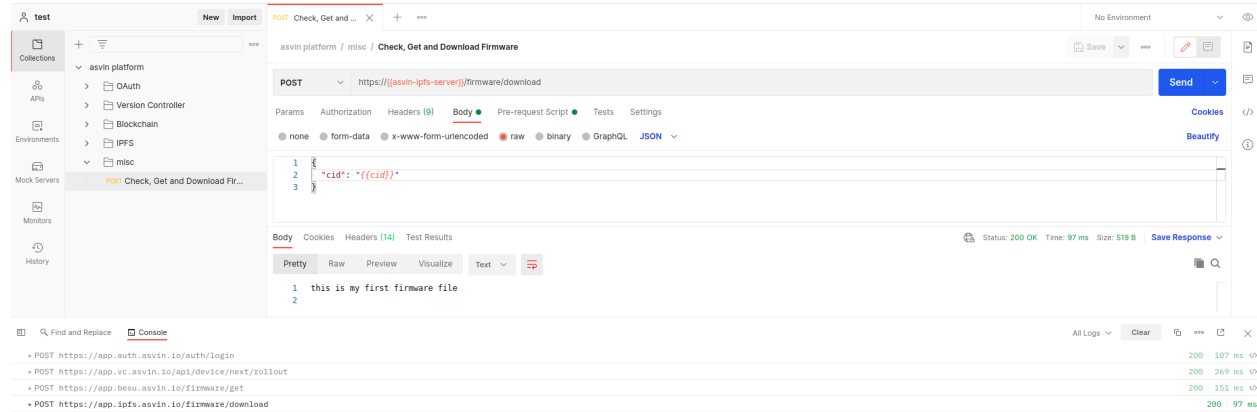 test
New Import
POST Check, Get and ...
No Environment
Collections
APIs
Environments
Mock Servers
Monitors
History
asvin platform
OAuth
Version Controller
Blockchain
IPFS
misc
POST Check, Get and Download Fir...
asvin platform / misc / Check, Get and Download Firmware
Save
POST https://{{asvin-ipfs-server}}/firmware/download
Send
Params Authorization Headers (9) Body Pre-request Script Tests Settings
Cookies
none form-data x-www-form-urlencoded raw binary GraphQL JSON
Beautify
1 {
2 "cid": "{{cid}}"
3 }
Body Cookies Headers (14) Test Results
Status: 200 OK Time: 97 ms Size: 519 B Save Response
Pretty Raw Preview Visualize Text
1 this is my first firmware file
2
Find and Replace Console
All Logs Clear
POST https://app.auth.asvin.io/auth/login 200 107 ms
POST https://app.vc.asvin.io/api/device/next/rollout 200 269 ms
POST https://app.besu.asvin.io/firmware/get 200 151 ms
POST https://app.ipfs.asvin.io/firmware/download 200 97 ms